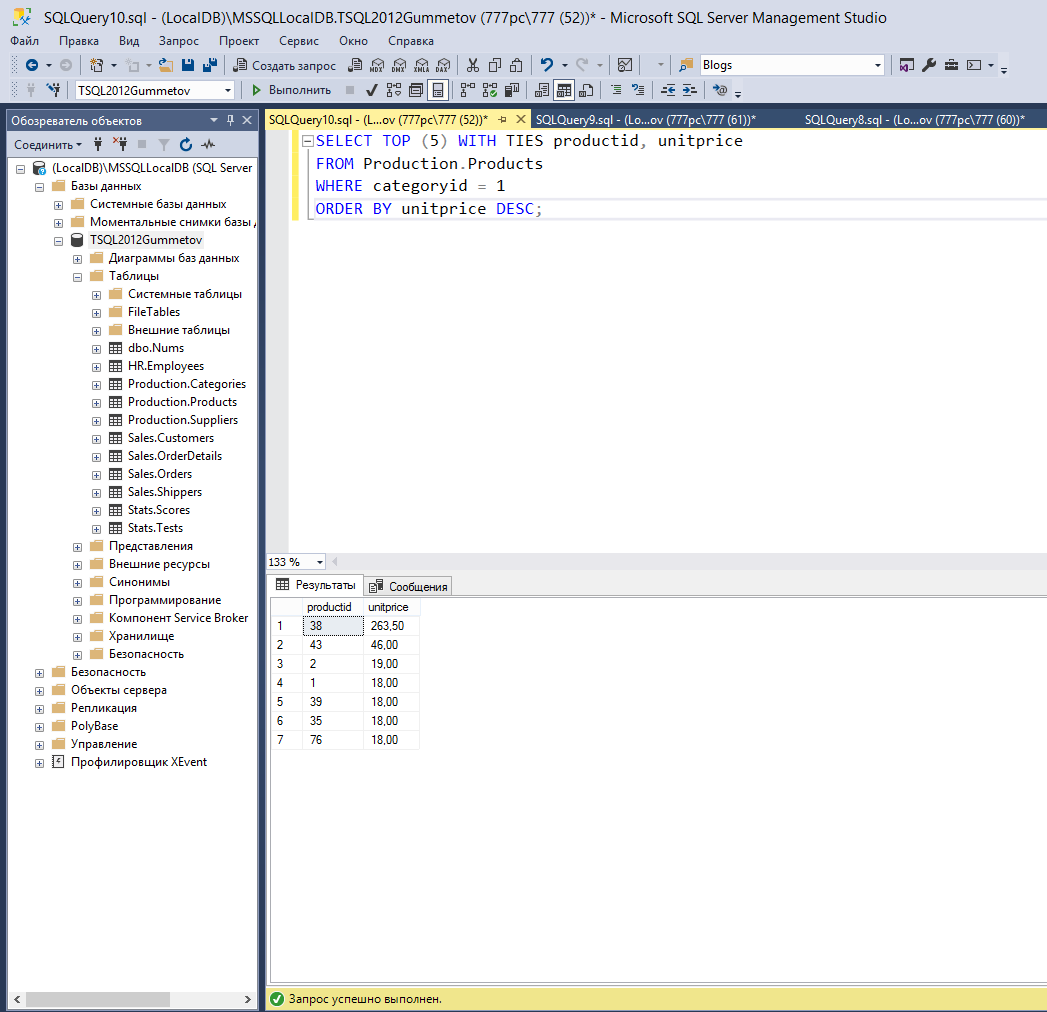 SQLQuery10.sql - (LocalDB)\MSSQLLocalDB.TSQL2012Gummetov (777pc\777 (52))* - Microsoft SQL Server Management Studio
Файл Правка Вид Запрос Проект Сервис Окно Справка
Создать запрос MDX DMX XMLA DAX Blogs
TSQL2012Gummetov Выполнить
Обозреватель объектов
Соединить
(LocalDB)\MSSQLLocalDB (SQL Server
Базы данных
Системные базы данных
Моментальные снимки базы
TSQL2012Gummetov
Диаграммы баз данных
Таблицы
Системные таблицы
FileTables
Внешние таблицы
dbo.Nums
HR.Employees
Production.Categories
Production.Products
Production.Suppliers
Sales.Customers
Sales.OrderDetails
Sales.Orders
Sales.Shippers
Stats.Scores
Stats.Tests
Представления
Внешние ресурсы
Синонимы
Программирование
Компонент Service Broker
Хранилище
Безопасность
Безопасность
Объекты сервера
Репликация
PolyBase
Управление
Профилировщик XEvent
SQLQuery10.sql - (L...ov (777pc\777 (52))* SQLQuery9.sql - (Lo...ov (777pc\777 (61))* SQLQuery8.sql - (Lo...ov (777pc\777 (60))*
SELECT TOP (5) WITH TIES productid, unitprice
FROM Production.Products
WHERE categoryid = 1
ORDER BY unitprice DESC;
133 %
Результаты Сообщения
productid unitprice
1 38 263,50
2 43 46,00
3 2 19,00
4 1 18,00
5 39 18,00
6 35 18,00
7 76 18,00
Запрос успешно выполнен.